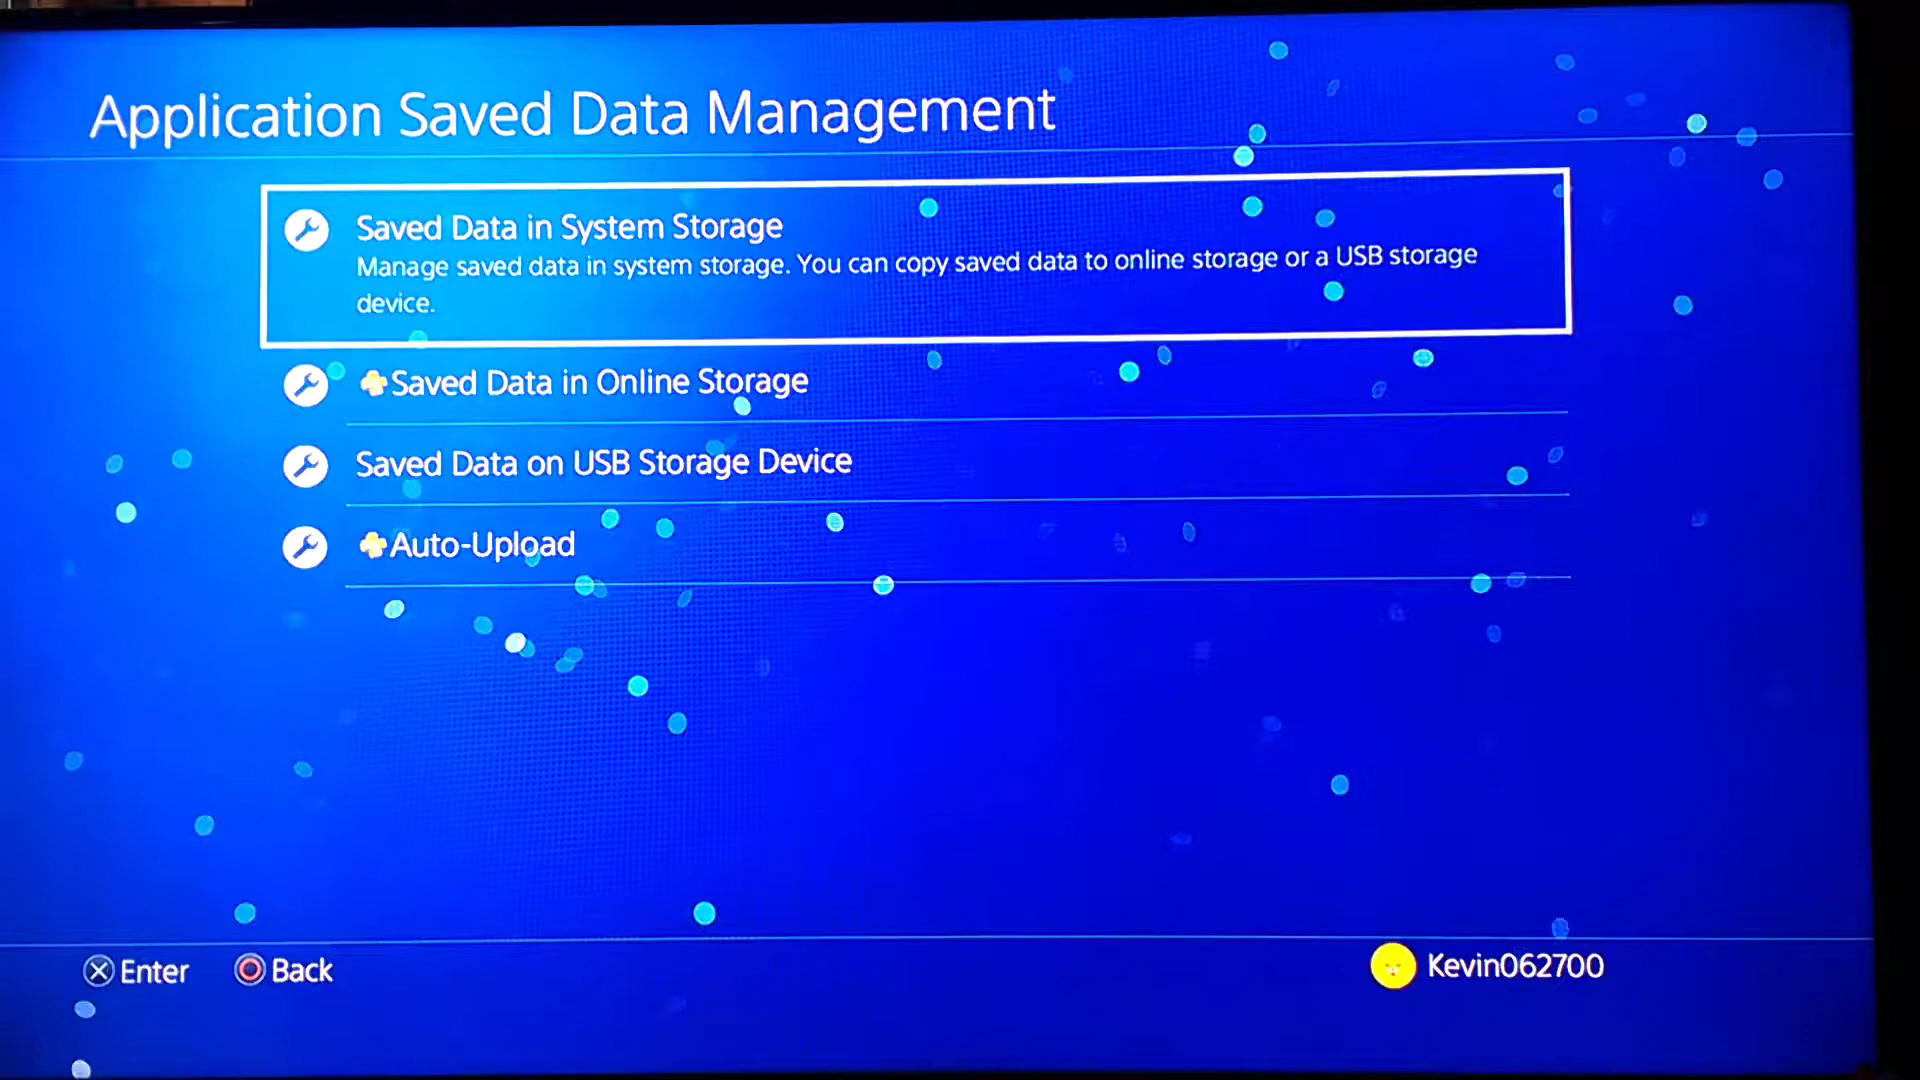 Application Saved Data Management
Saved Data in System Storage
Manage saved data in system storage. You can copy saved data to online storage or a USB storage
device.
Saved Data in Online Storage
Saved Data on USB Storage Device
Auto-Upload
Enter
Back
Kevin062700